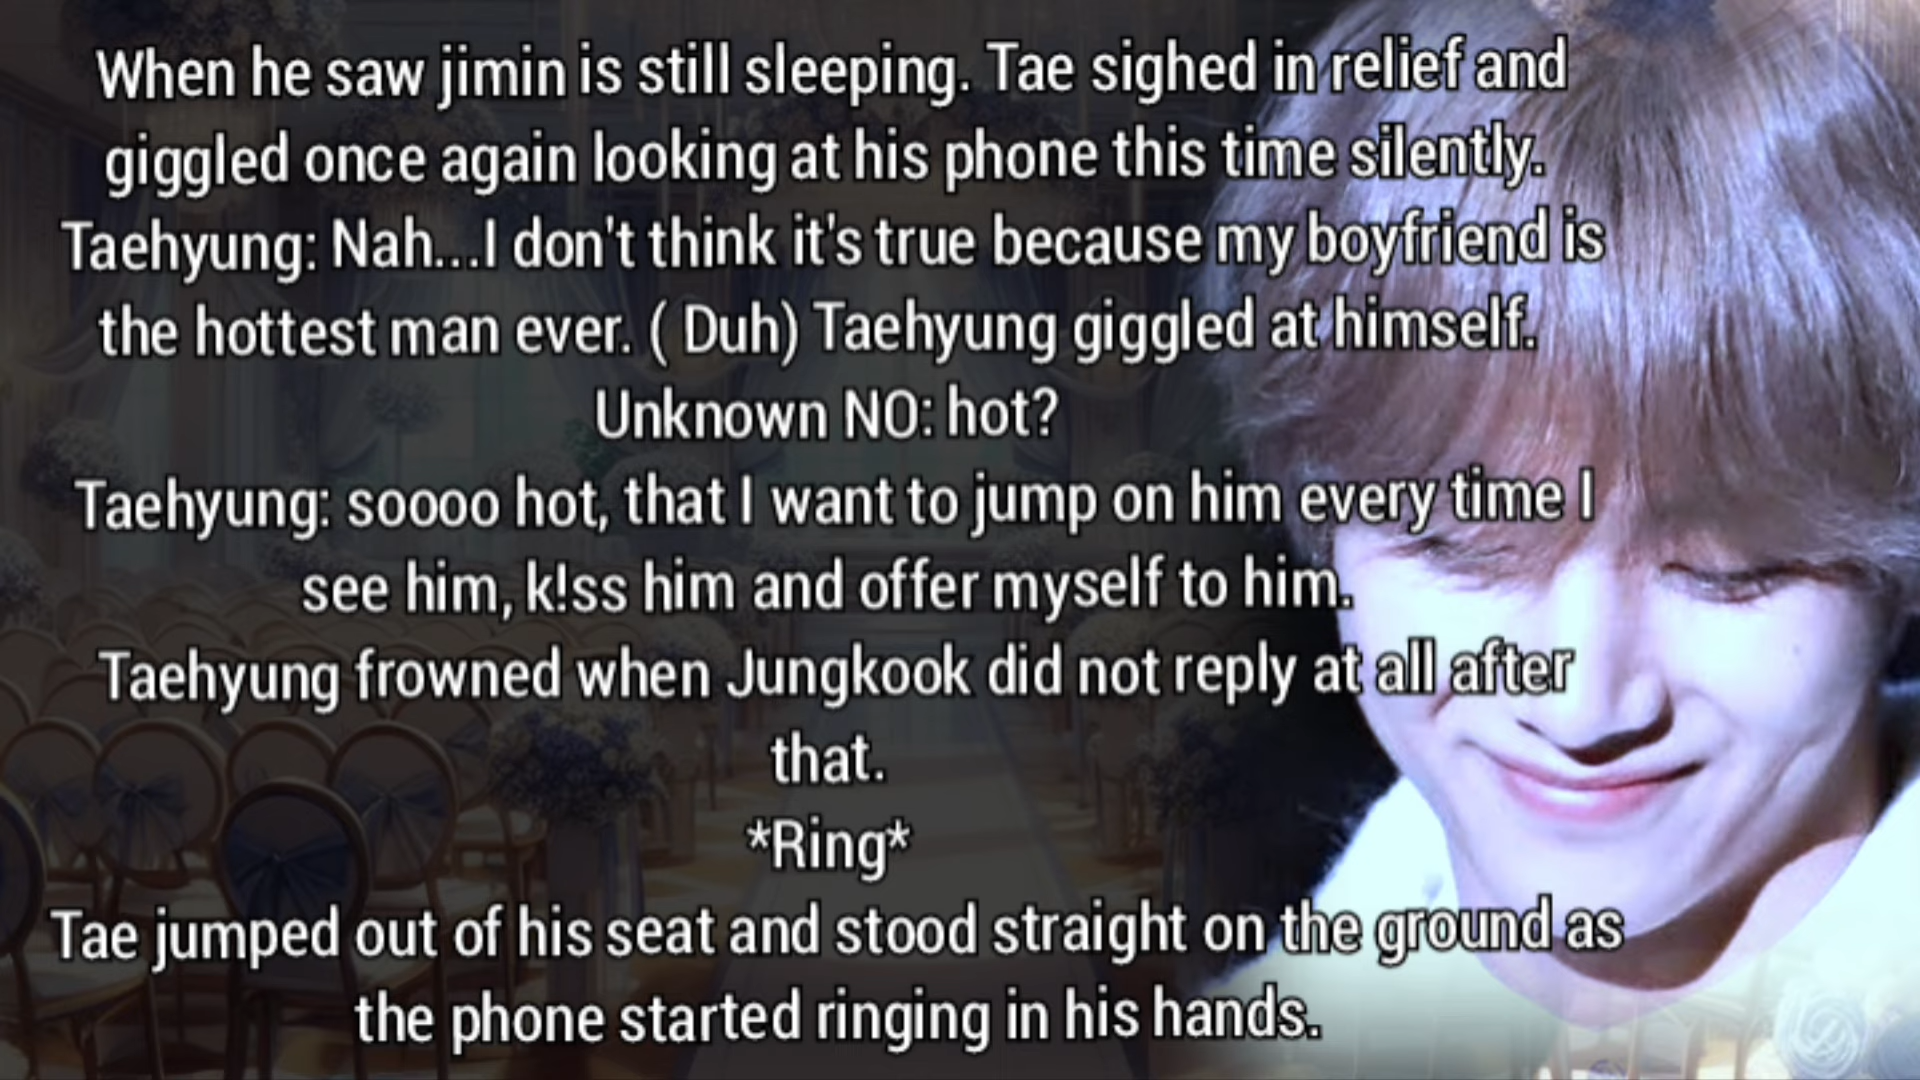 When he saw jimin is still sleeping. Tae sighed in relief and
giggled once again looking at his phone this time silently.
Taehyung: Nah...I don't think it's true because my boyfriend is
the hottest man ever. ( Duh) Taehyung giggled at himself.
Unknown NO: hot?
Taehyung: soooo hot, that I want to jump on him every time I
see him, k!ss him and offer myself to him.
Taehyung frowned when Jungkook did not reply at all after
that.
*Ring*
Tae jumped out of his seat and stood straight on the ground as
the phone started ringing in his hands.